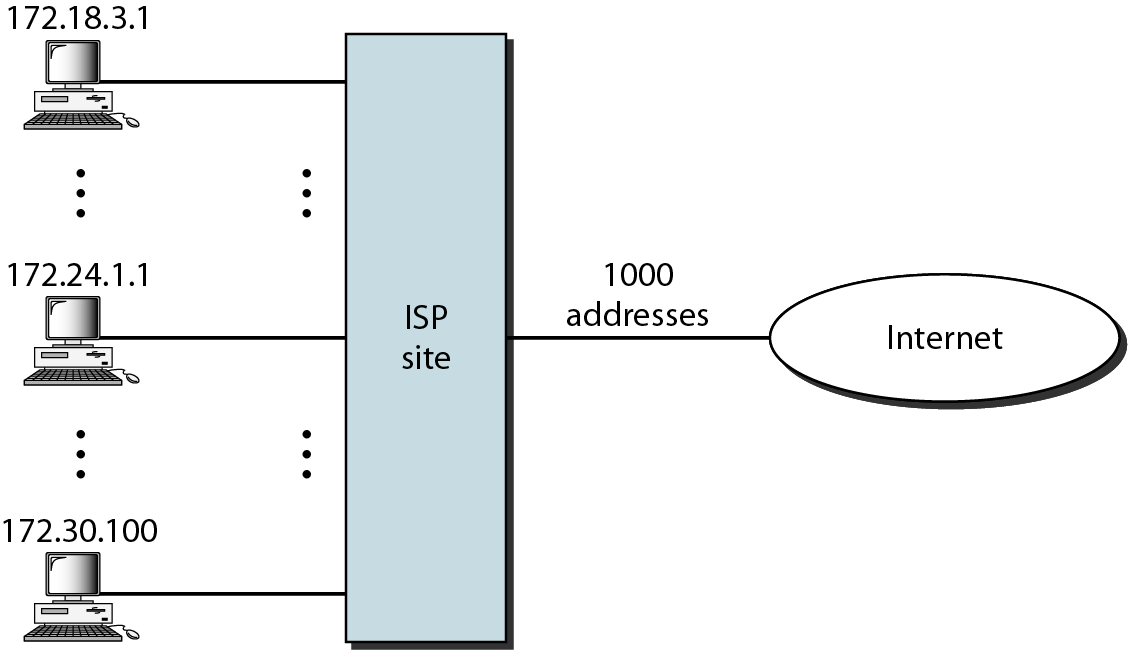 172.18.3.1
172.24.1.1
172.30.100
ISP
site
1000
addresses
Internet